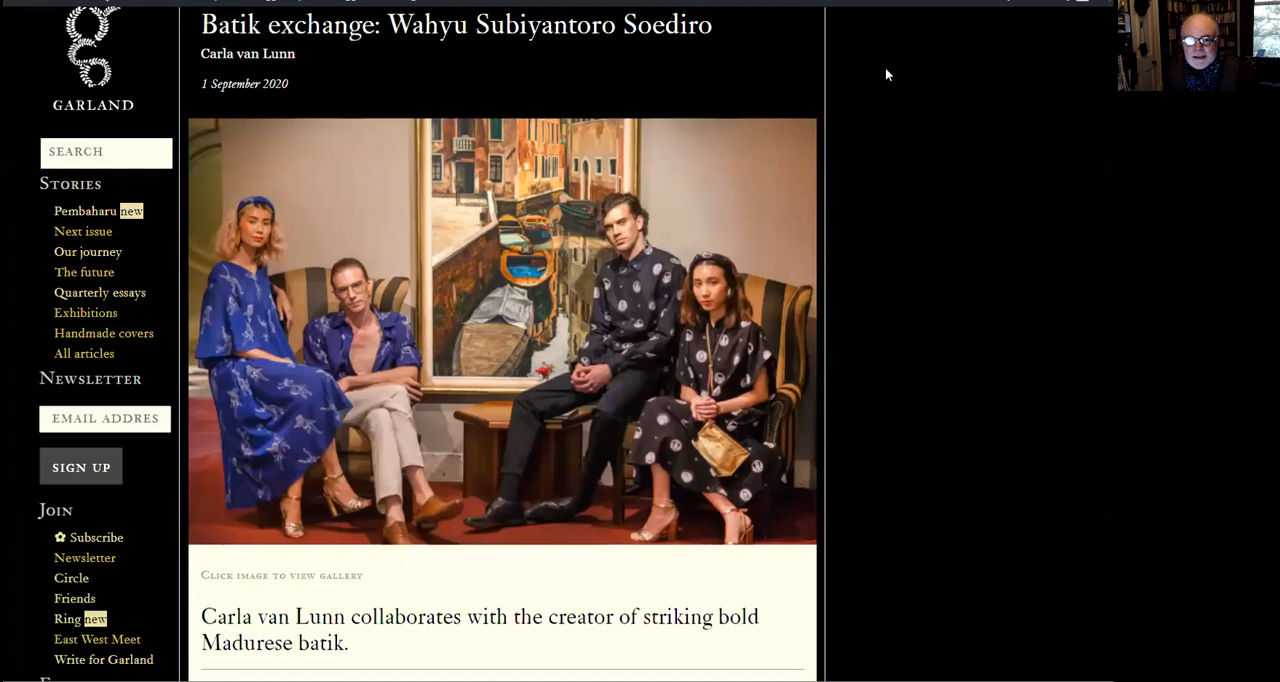 GARLAND
SEARCH
STORIES
Pembaharu new
Next issue
Our journey
The future
Quarterly essays
Exhibitions
Handmade covers
All articles
NEWSLETTER
EMAIL ADDRES
SIGN UP
JOIN
✿ Subscribe
Newsletter
Circle
Friends
Ring new
East West Meet
Write for Garland
Batik exchange: Wahyu Subiyantoro Soediro
Carla van Lunn
1 September 2020
CLICK IMAGE TO VIEW GALLERY
Carla van Lunn collaborates with the creator of striking bold
Madurese batik.